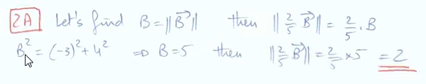 2A Let's find B = ||B⃗|| then ||2/5 B⃗|| = 2/5 . B
B² = (-3)² + 4² => B = 5 then ||2/5 B⃗|| = 2/5 × 5 = 2